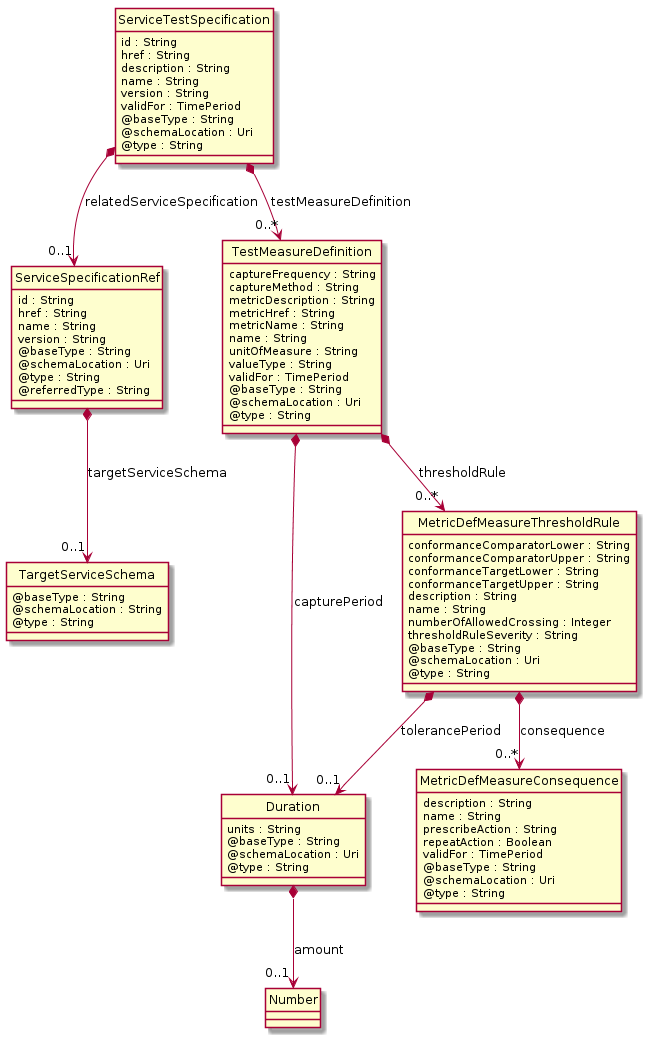 ServiceTestSpecification
id : String
href : String
description : String
name : String
version : String
validFor : TimePeriod
@baseType : String
@schemaLocation : Uri
@type : String
relatedServiceSpecification
testMeasureDefinition
0..1
0..*
ServiceSpecificationRef
id : String
href : String
name : String
version : String
@baseType : String
@schemaLocation : Uri
@type : String
@referredType : String
TestMeasureDefinition
captureFrequency : String
captureMethod : String
metricDescription : String
metricHref : String
metricName : String
name : String
unitOfMeasure : String
valueType : String
validFor : TimePeriod
@baseType : String
@schemaLocation : Uri
@type : String
targetServiceSchema
0..1
thresholdRule
0..*
TargetServiceSchema
@baseType : String
@schemaLocation : String
@type : String
MetricDefMeasureThresholdRule
conformanceComparatorLower : String
conformanceComparatorUpper : String
conformanceTargetLower : String
conformanceTargetUpper : String
description : String
name : String
numberOfAllowedCrossing : Integer
thresholdRuleSeverity : String
@baseType : String
@schemaLocation : Uri
@type : String
capturePeriod
0..1
tolerancePeriod
0..1
consequence
0..*
Duration
units : String
@baseType : String
@schemaLocation : Uri
@type : String
MetricDefMeasureConsequence
description : String
name : String
prescribeAction : String
repeatAction : Boolean
validFor : TimePeriod
@baseType : String
@schemaLocation : Uri
@type : String
amount
0..1
Number